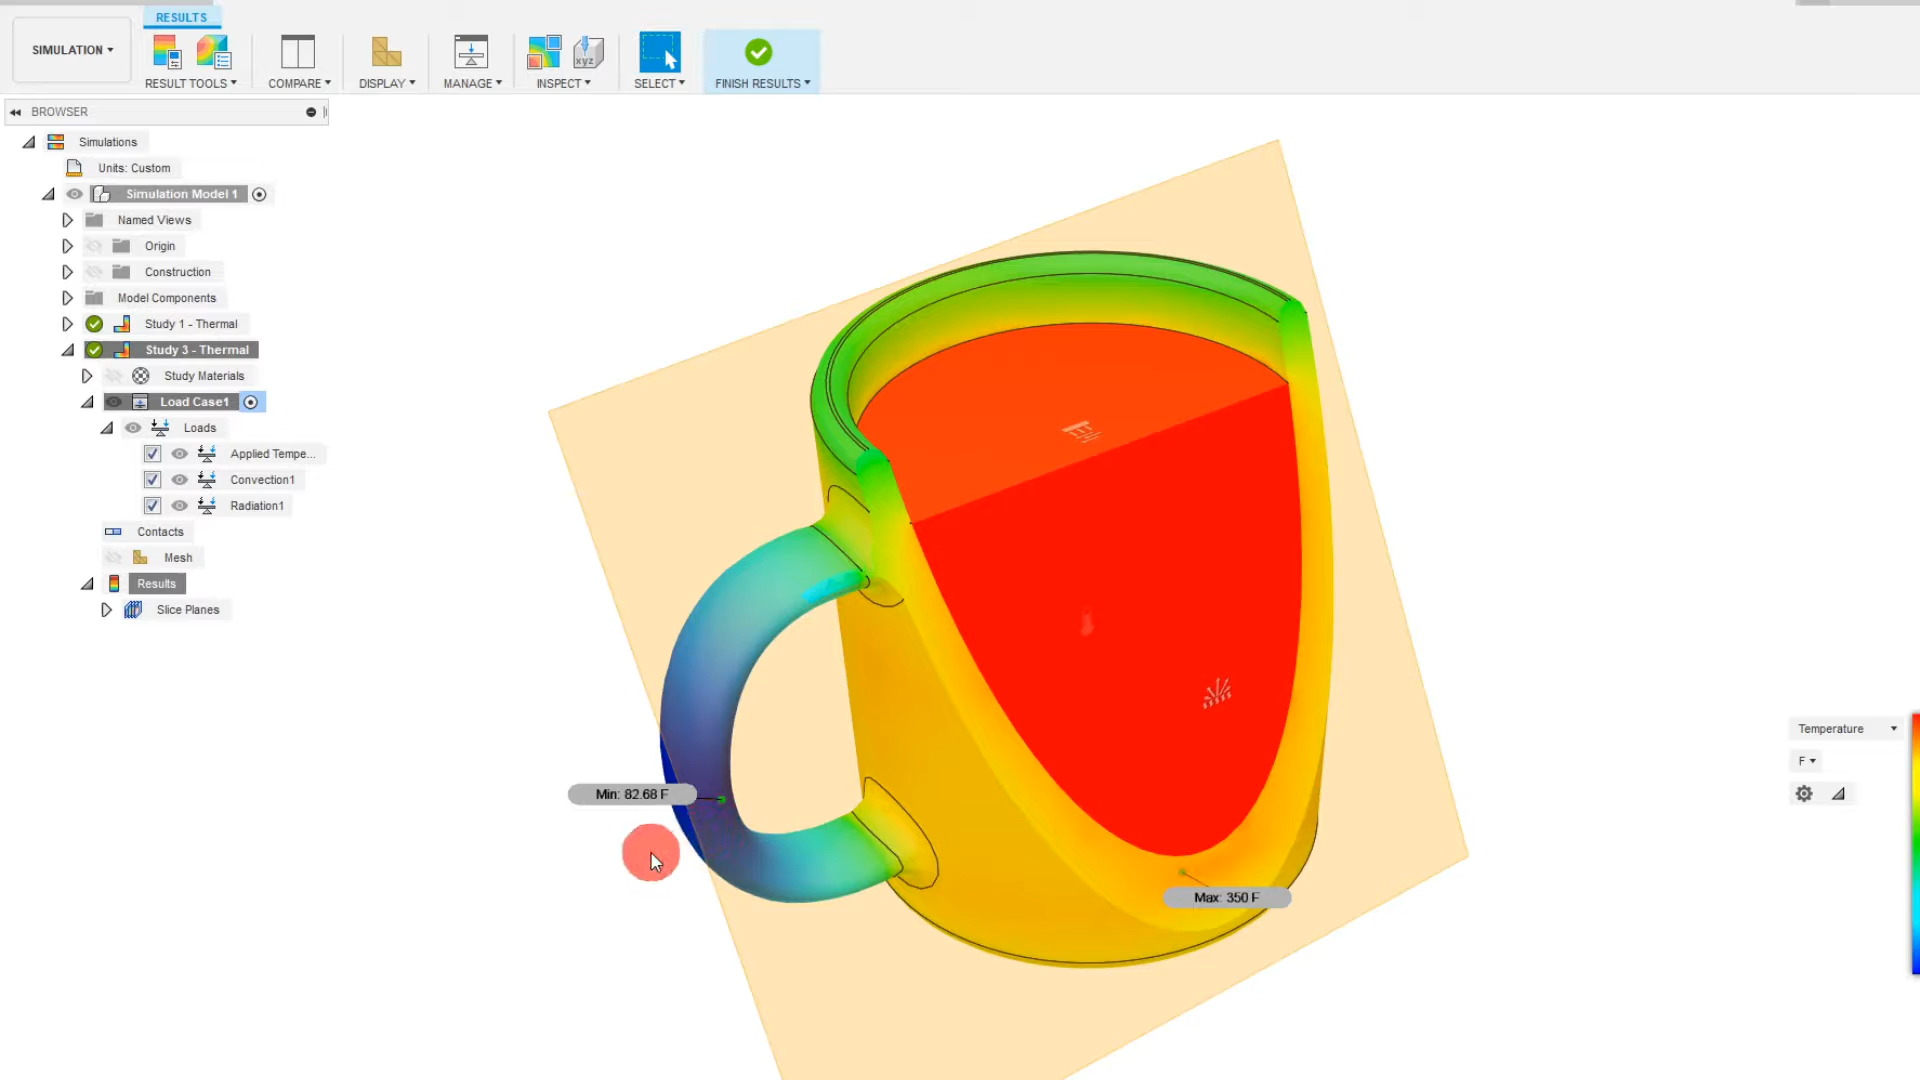 RESULTS
SIMULATION
RESULT TOOLS
COMPARE
DISPLAY
MANAGE
xyz
INSPECT
SELECT
FINISH RESULTS
BROWSER
Simulations
Units: Custom
Simulation Model 1
Named Views
Origin
Construction
Model Components
Study 1 - Thermal
Study 3 - Thermal
Study Materials
Load Case1
Loads
Applied Tempe...
Convection1
Radiation1
Contacts
Mesh
Results
Slice Planes
Temperature
F
Min: 82.68 F
Max: 350 F